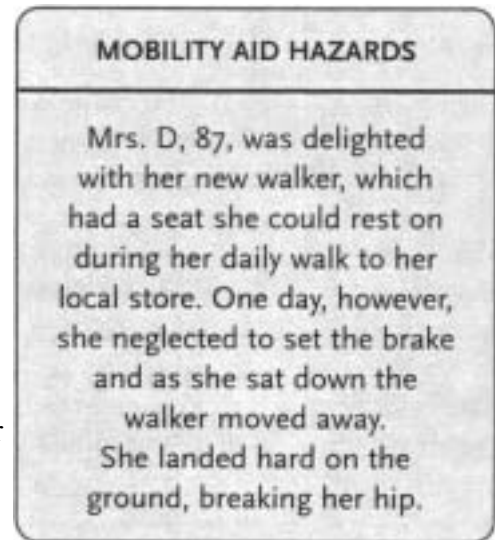 MOBILITY AID HAZARDS
Mrs. D, 87, was delighted
with her new walker, which
had a seat she could rest on
during her daily walk to her
local store. One day, however,
she neglected to set the brake
and as she sat down the
walker moved away.
She landed hard on the
ground, breaking her hip.